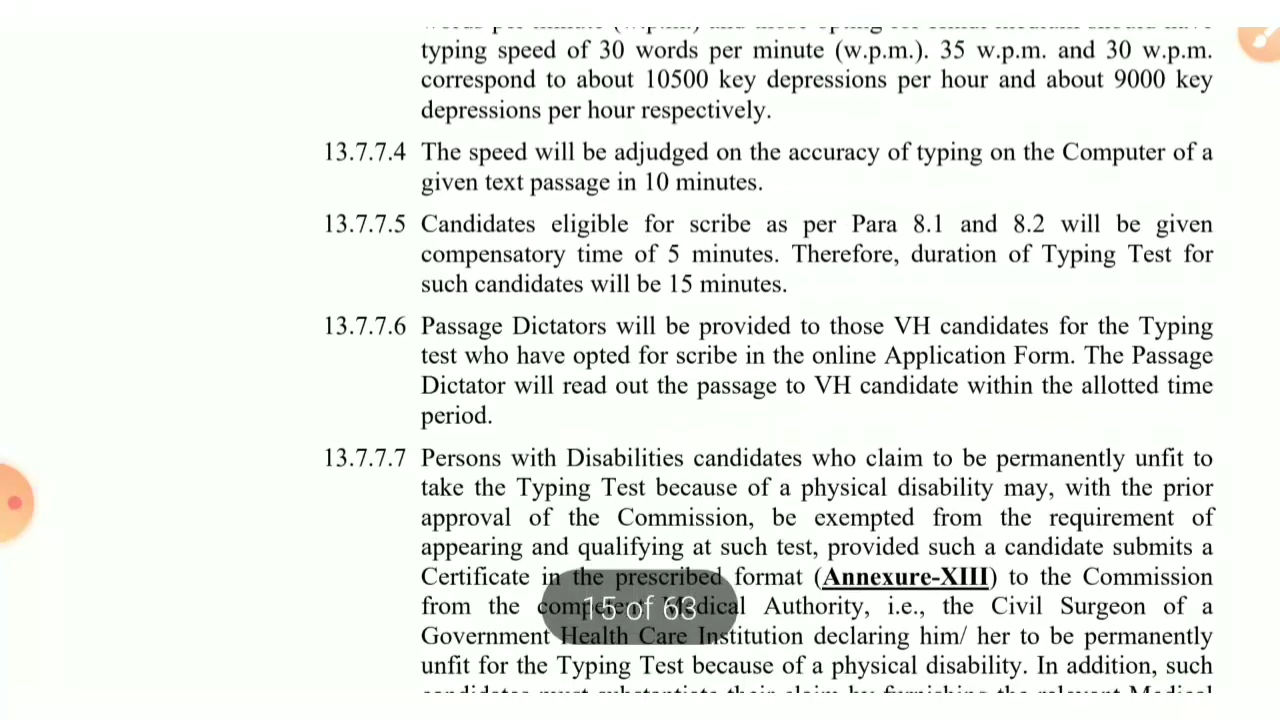 typing speed of 30 words per minute (w.p.m.). 35 w.p.m. and 30 w.p.m.
correspond to about 10500 key depressions per hour and about 9000 key
depressions per hour respectively.
13.7.7.4 The speed will be adjudged on the accuracy of typing on the Computer of a
given text passage in 10 minutes.
13.7.7.5 Candidates eligible for scribe as per Para 8.1 and 8.2 will be given
compensatory time of 5 minutes. Therefore, duration of Typing Test for
such candidates will be 15 minutes.
13.7.7.6 Passage Dictators will be provided to those VH candidates for the Typing
test who have opted for scribe in the online Application Form. The Passage
Dictator will read out the passage to VH candidate within the allotted time
period.
13.7.7.7 Persons with Disabilities candidates who claim to be permanently unfit to
take the Typing Test because of a physical disability may, with the prior
approval of the Commission, be exempted from the requirement of
appearing and qualifying at such test, provided such a candidate submits a
Certificate in the prescribed format (Annexure-XIII) to the Commission
from the competent Medical Authority, i.e., the Civil Surgeon of a
15 of 63
Government Health Care Institution declaring him/ her to be permanently
unfit for the Typing Test because of a physical disability. In addition, such